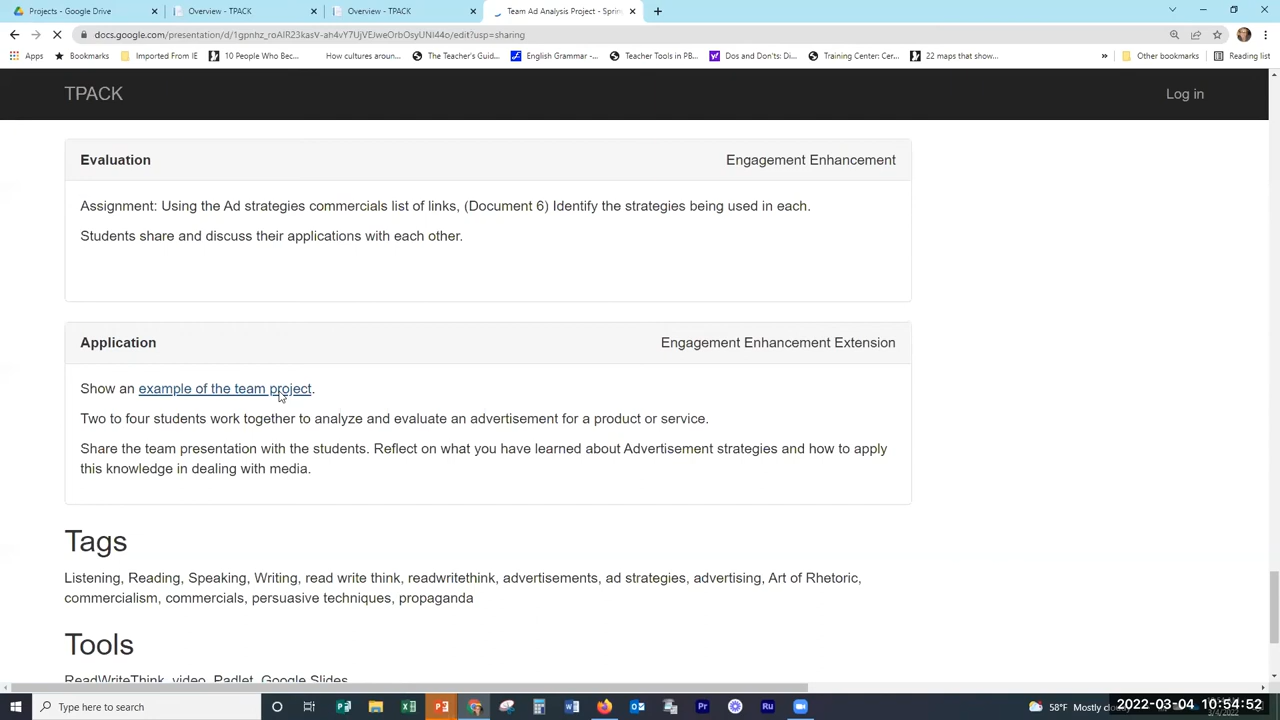 Projects - Google Drive
Overview - TPACK
Overview - TPACK
Team Ad Analysis Project - Sprin
docs.google.com/presentation/d/1gpnhz_roAIR23kasV-ah4vY7UjVEJweOrbOsyUNI44o/edit?usp=sharing
Apps
Bookmarks
Imported From IE
10 People Who Bec...
How cultures aroun...
The Teacher's Guid...
English Grammar -...
Teacher Tools in PB...
Dos and Don'ts: Di...
Training Center: Cer...
22 maps that show...
»
Other bookmarks
Reading list
TPACK
Log in
Evaluation
Engagement Enhancement
Assignment: Using the Ad strategies commercials list of links, (Document 6) Identify the strategies being used in each.
Students share and discuss their applications with each other.
Application
Engagement Enhancement Extension
Show an example of the team project.
Two to four students work together to analyze and evaluate an advertisement for a product or service.
Share the team presentation with the students. Reflect on what you have learned about Advertisement strategies and how to apply
this knowledge in dealing with media.
Tags
Listening, Reading, Speaking, Writing, read write think, readwritethink, advertisements, ad strategies, advertising, Art of Rhetoric,
commercialism, commercials, persuasive techniques, propaganda
Tools
ReadWriteThink, video, Padlet, Google Slides
Type here to search
58°F Mostly
2022-03-04 10:54:52